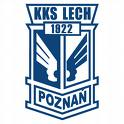 KKS LECH
1922
POZNAŃ